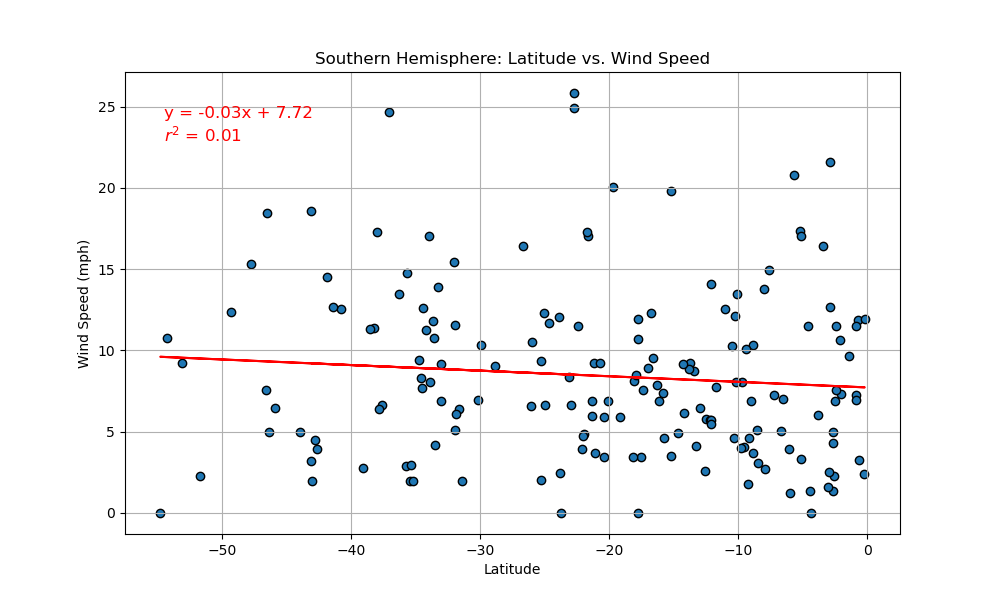 Southern Hemisphere: Latitude vs. Wind Speed
y = -0.03x + 7.72
r² = 0.01
Wind Speed (mph)
25
20
15
10
5
0
−50 −40 −30 −20 −10 0
Latitude